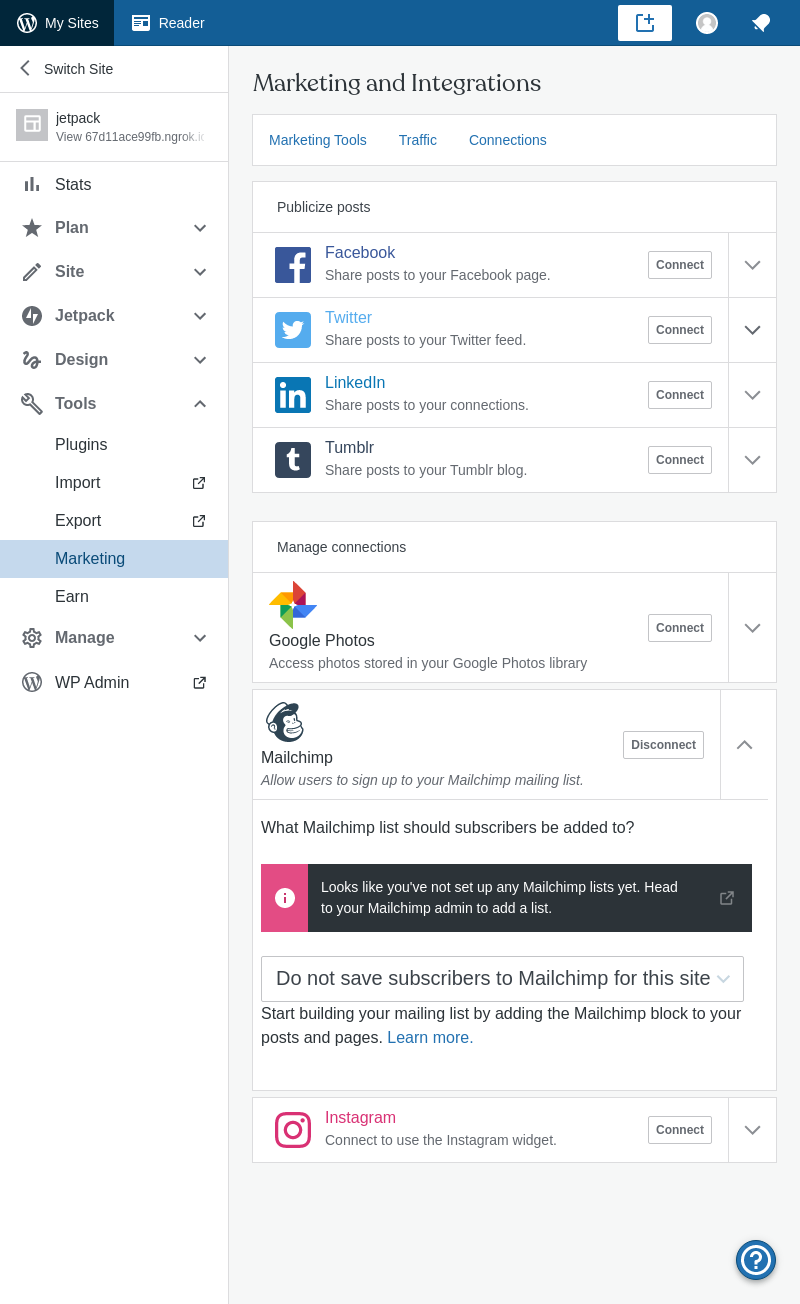 My Sites
Reader
Switch Site
jetpack
View 67d11ace99fb.ngrok.ic
Stats
Plan
Site
Jetpack
Design
Tools
Plugins
Import
Export
Marketing
Earn
Manage
WP Admin
Marketing and Integrations
Marketing Tools
Traffic
Connections
Publicize posts
Facebook
Share posts to your Facebook page.
Connect
Twitter
Share posts to your Twitter feed.
Connect
LinkedIn
Share posts to your connections.
Connect
Tumblr
Share posts to your Tumblr blog.
Connect
Manage connections
Google Photos
Access photos stored in your Google Photos library
Connect
Mailchimp
Allow users to sign up to your Mailchimp mailing list.
Disconnect
What Mailchimp list should subscribers be added to?
Looks like you've not set up any Mailchimp lists yet. Head
to your Mailchimp admin to add a list.
Do not save subscribers to Mailchimp for this site
Start building your mailing list by adding the Mailchimp block to your
posts and pages. Learn more.
Instagram
Connect to use the Instagram widget.
Connect